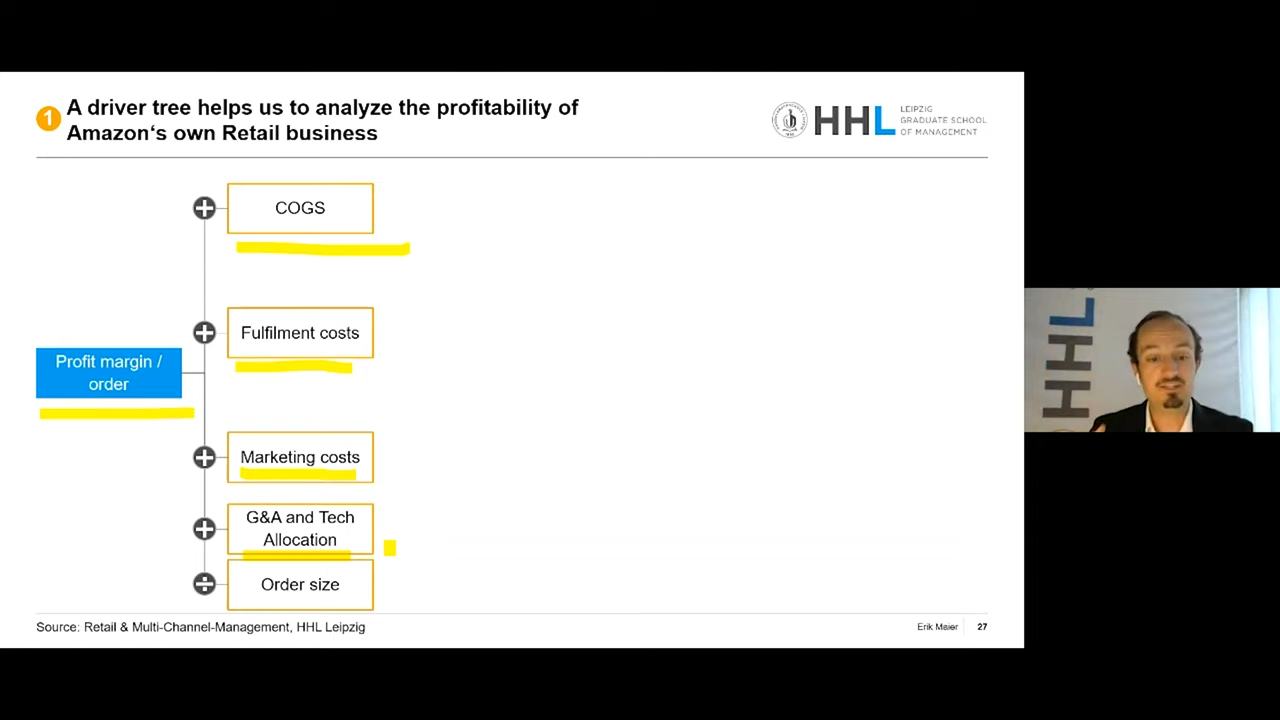 1
A driver tree helps us to analyze the profitability of
Amazon‘s own Retail business
HHL
LEIPZIG
GRADUATE SCHOOL
OF MANAGEMENT
COGS
Fulfilment costs
Profit margin /
order
Marketing costs
G&A and Tech
Allocation
Order size
Source: Retail & Multi-Channel-Management, HHL Leipzig
Erik Maier
27
HHL